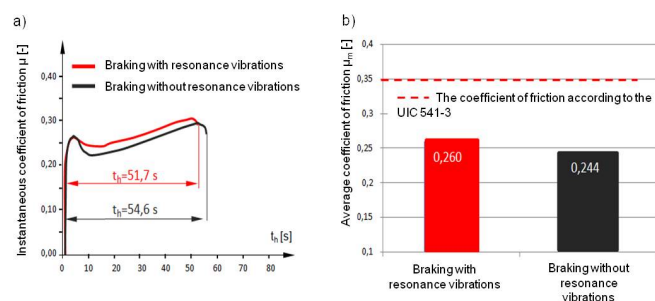 a)
Instantaneous coefficient of friction µ [-]
Braking with resonance vibrations
Braking without resonance vibrations
0,40
0,30
0,20
0,10
0,00
th=51,7 s
th=54,6 s
th [s]
0 10 20 30 40 50 60 70 80
b)
Average coefficient of friction µm [-]
0,4
0,35
0,3
0,25
0,2
0,15
0,1
The coefficient of friction according to the
UIC 541-3
0,260
0,244
Braking with
resonance vibrations
Braking without
resonance
vibrations